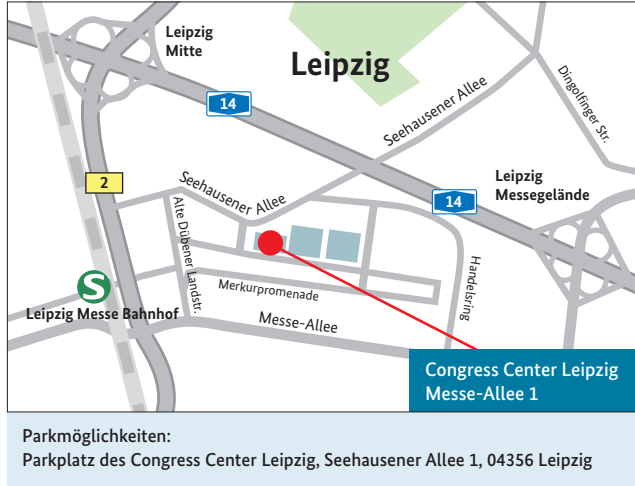 Leipzig
Mitte
Leipzig
14
Seehausener Allee
Dingolfinger Str.
2
Seehausener Allee
Leipzig
Messegelände
14
Alte Dübener
Landstr.
Handelsring
S
Merkurpromenade
Leipzig Messe Bahnhof
Messe-Allee
Congress Center Leipzig
Messe-Allee 1
Parkmöglichkeiten:
Parkplatz des Congress Center Leipzig, Seehausener Allee 1, 04356 Leipzig